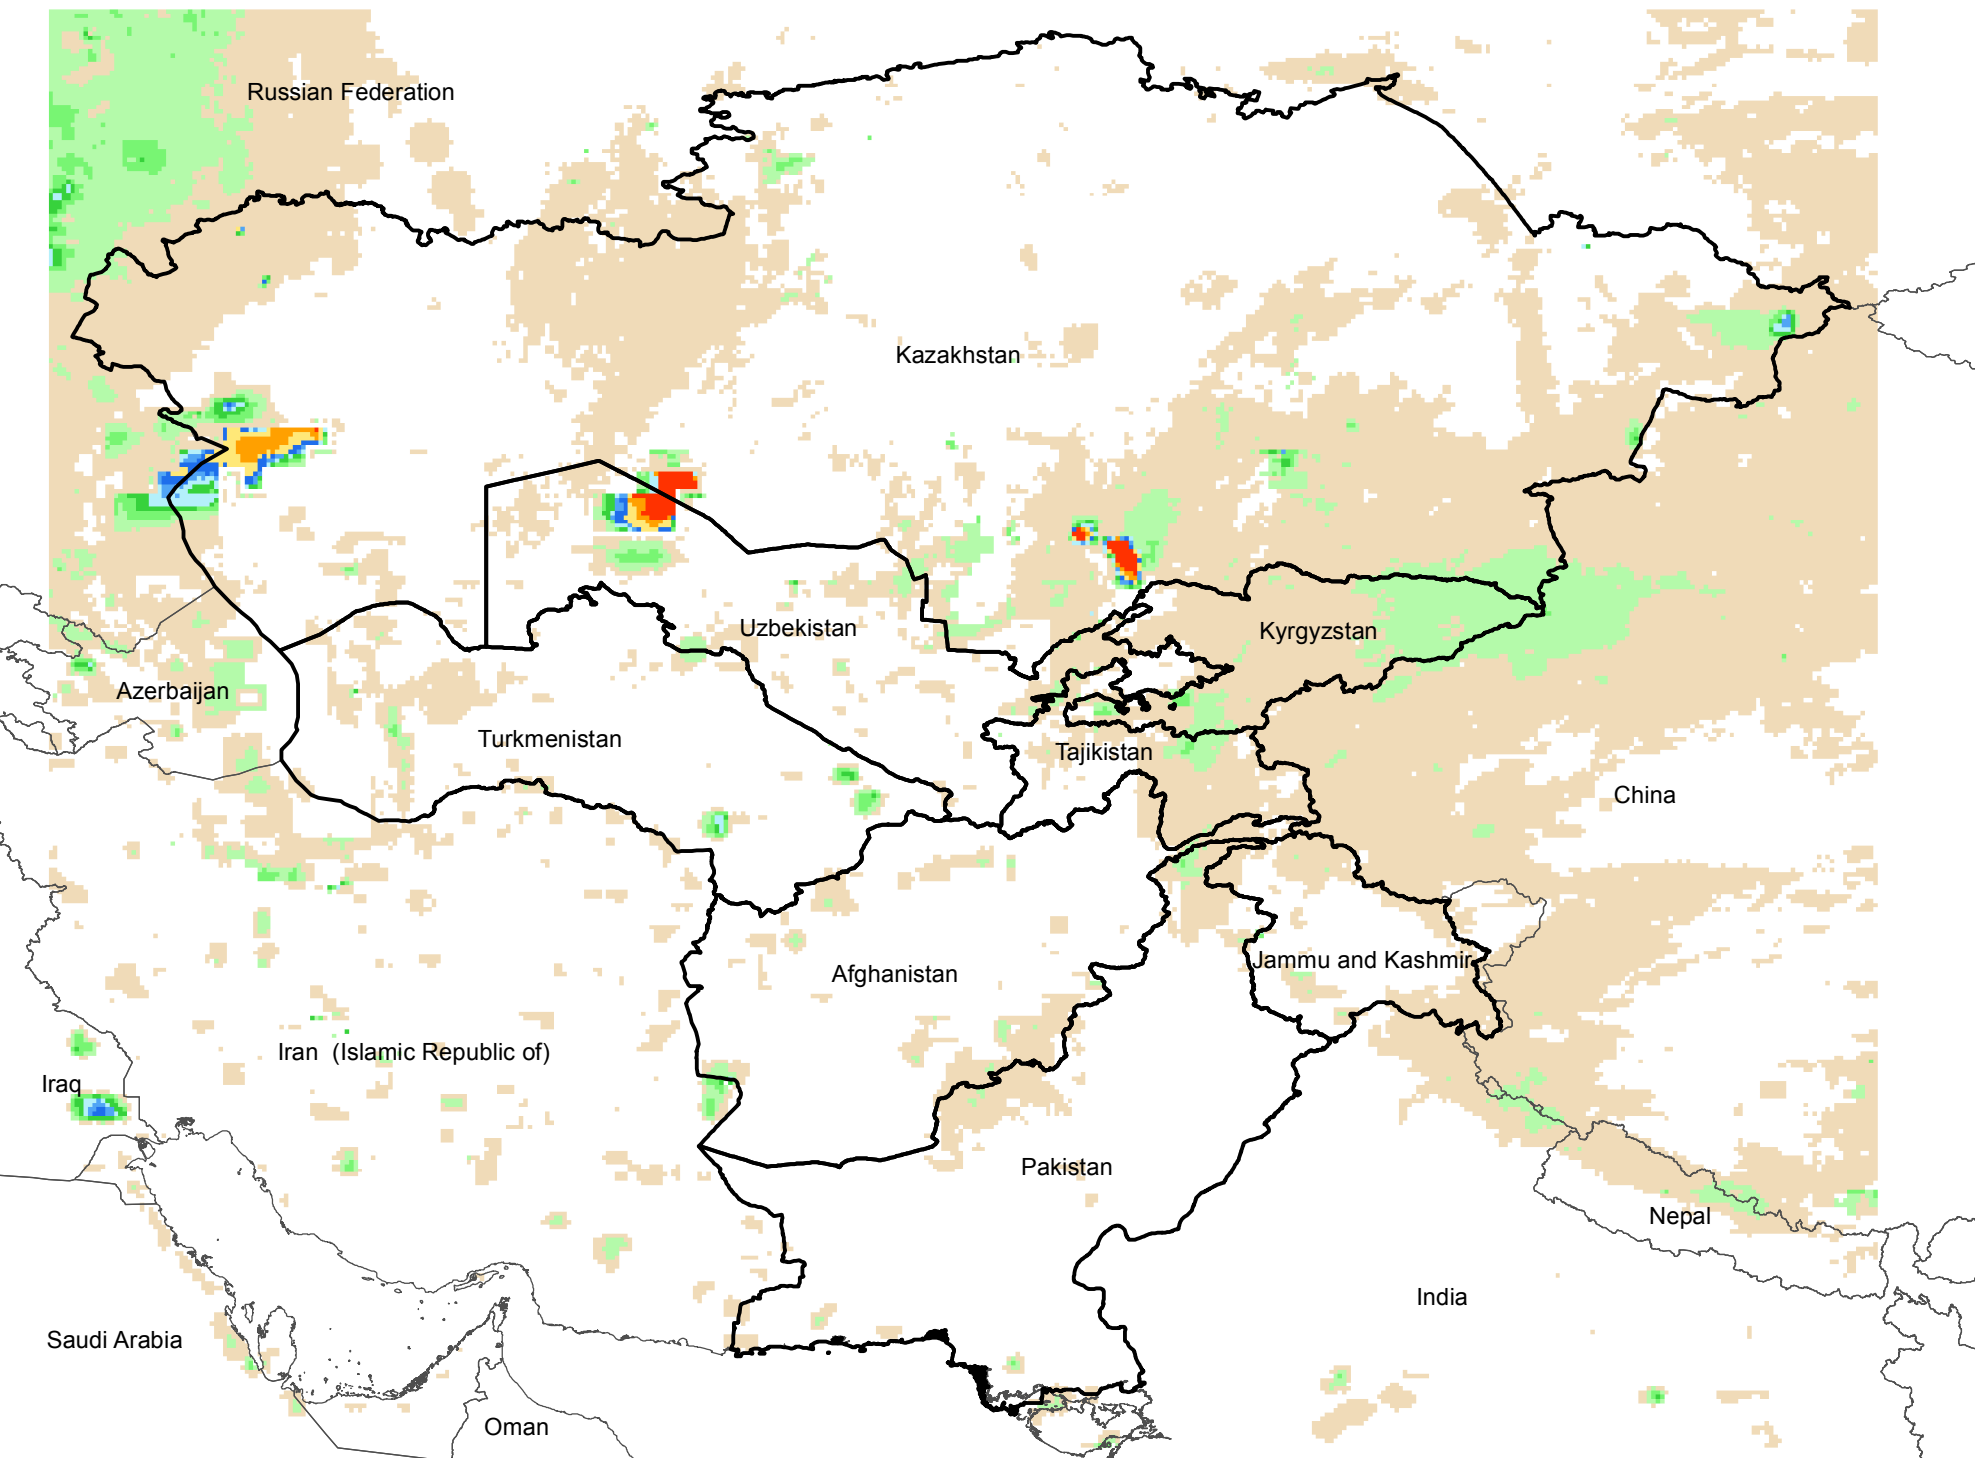 Russian Federation
Kazakhstan
Uzbekistan
Kyrgyzstan
Azerbaijan
Turkmenistan
Tajikistan
China
Jammu and Kashmir
Afghanistan
Iran (Islamic Republic of)
Iraq
Pakistan
Nepal
India
Saudi Arabia
Oman